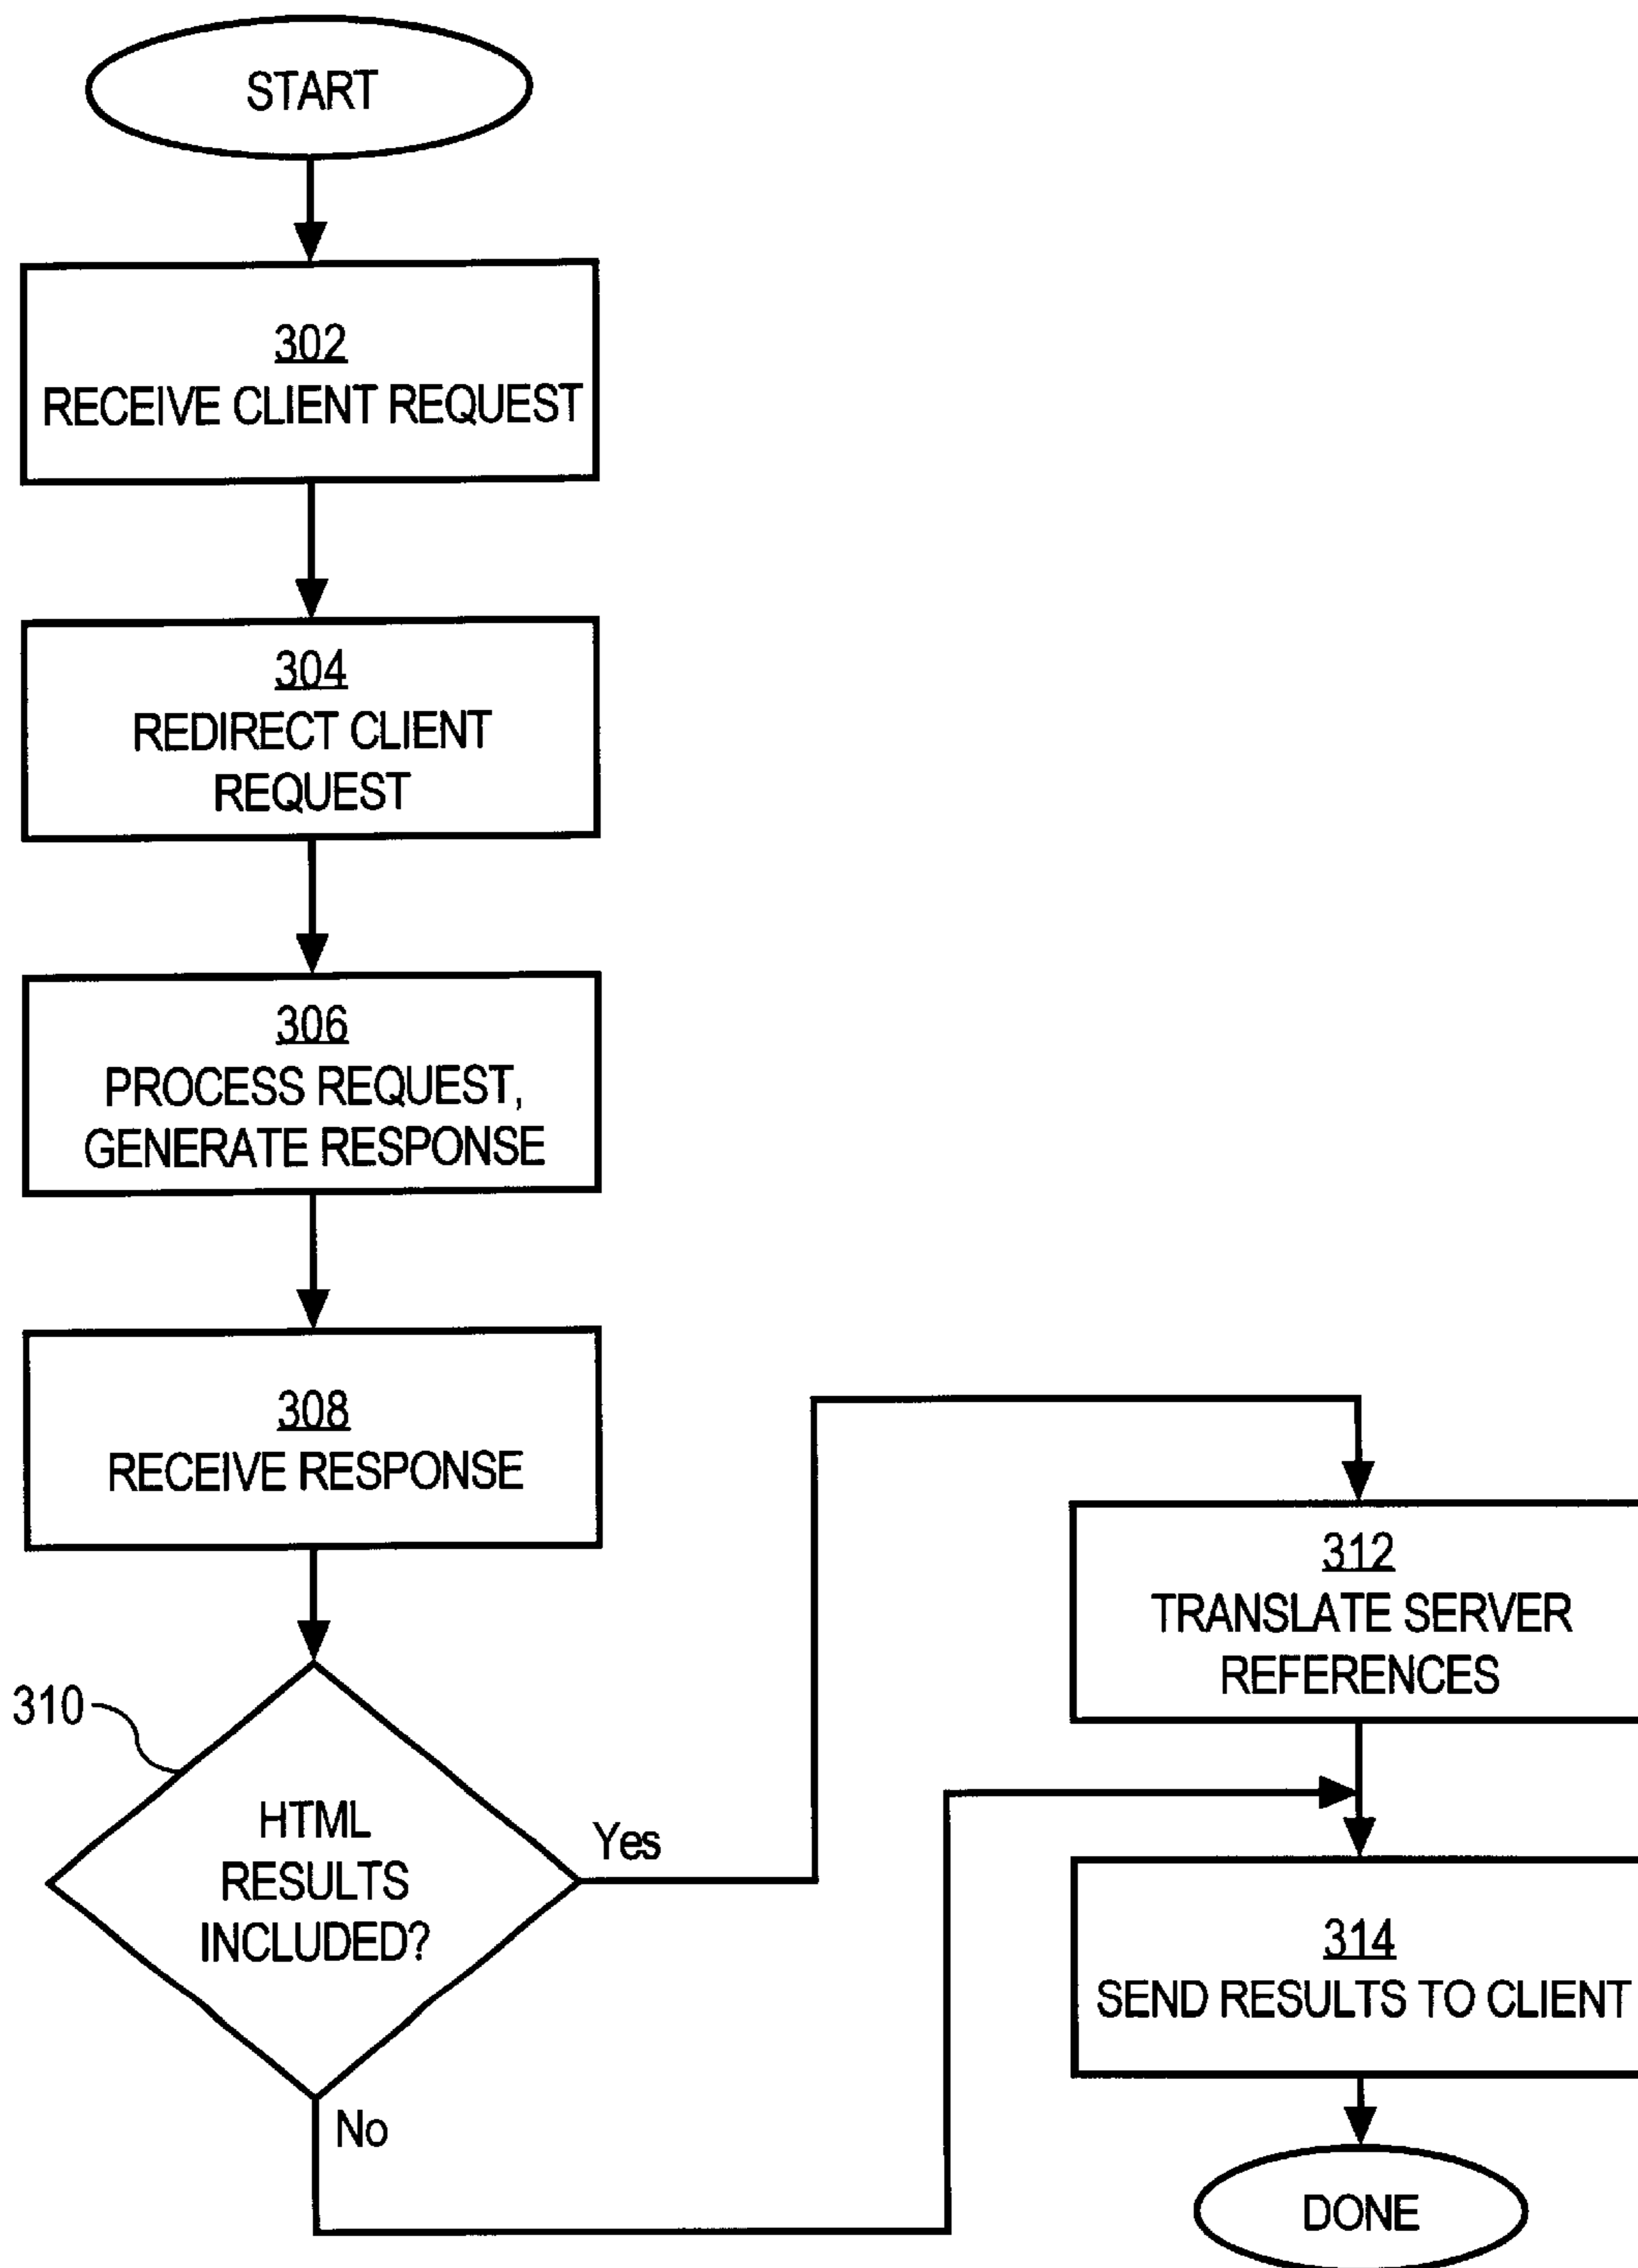 START
302
RECEIVE CLIENT REQUEST
304
REDIRECT CLIENT
REQUEST
306
PROCESS REQUEST,
GENERATE RESPONSE
308
RECEIVE RESPONSE
310
HTML
RESULTS
INCLUDED?
Yes
No
312
TRANSLATE SERVER
REFERENCES
314
SEND RESULTS TO CLIENT
DONE